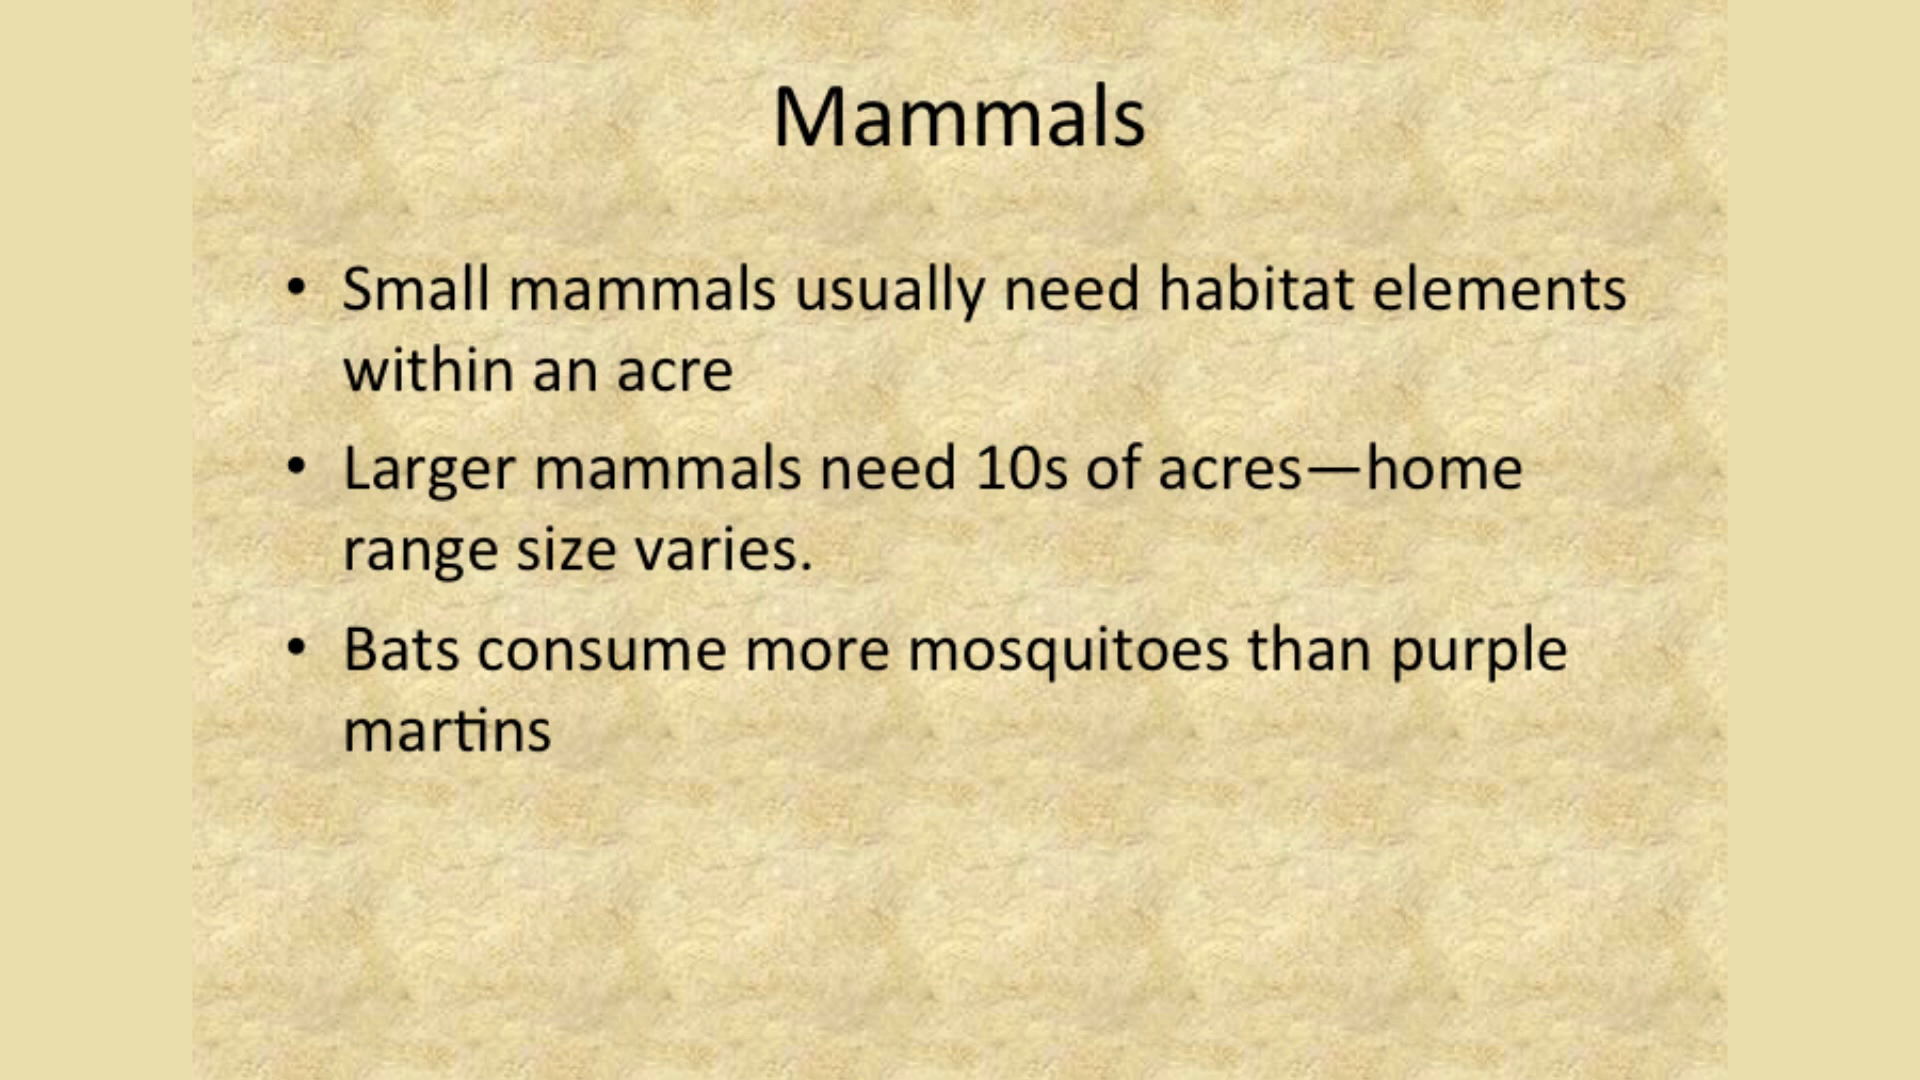 Mammals
• Small mammals usually need habitat elements
within an acre
• Larger mammals need 10s of acres—home
range size varies.
• Bats consume more mosquitoes than purple
martins